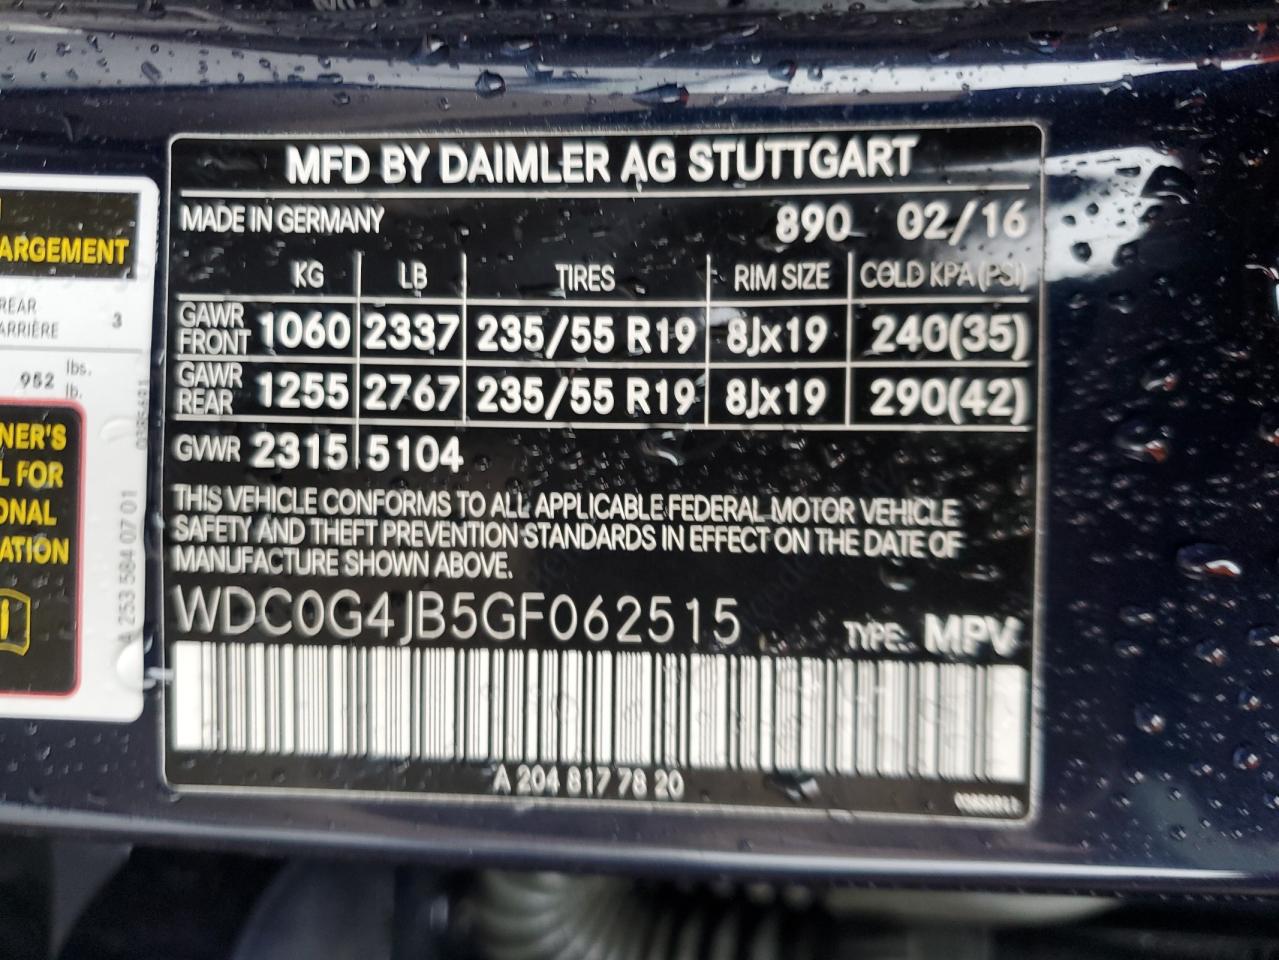 MFD BY DAIMLER AG STUTTGART
MADE IN GERMANY 890 02/16
KG LB TIRES RIM SIZE COLD KPA(PSI)
GAWR FRONT 1060 2337 235/55 R19 8Jx19 240(35)
GAWR REAR 1255 2767 235/55 R19 8Jx19 290(42)
GVWR 2315 5104
THIS VEHICLE CONFORMS TO ALL APPLICABLE FEDERAL MOTOR VEHICLE
SAFETY AND THEFT PREVENTION STANDARDS IN EFFECT ON THE DATE OF
MANUFACTURE SHOWN ABOVE.
WDC0G4JB5GF062515 TYPE: MPV
A 204 817 78 20
ARGEMENT
REAR
ARRIÈRE 3
952 lbs.
lb.
NER'S
L FOR
ONAL
ATION
A 253 584 07 01